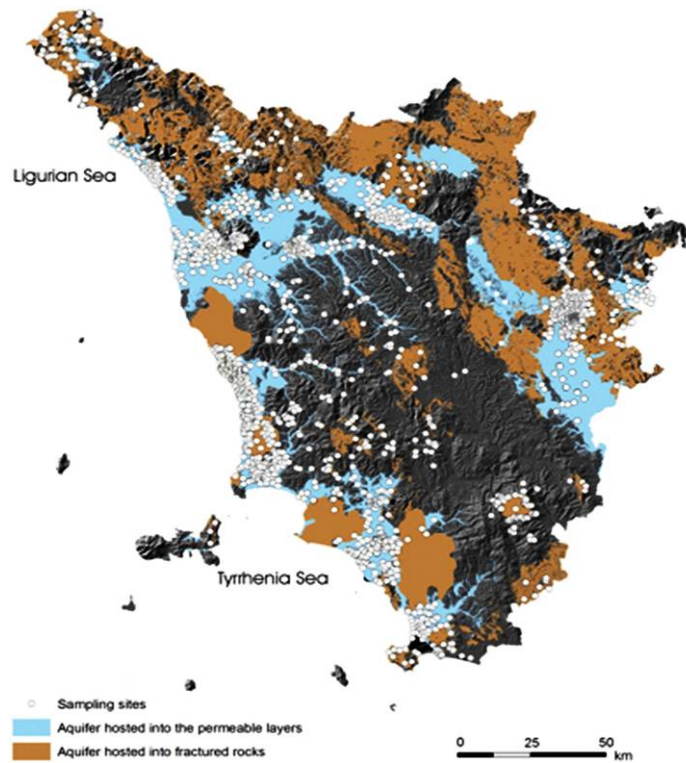 Ligurian Sea
Tyrrhenia Sea
Sampling sites
Aquifer hosted into the permeable layers
Aquifer hosted into fractured rocks
0 25 50
km